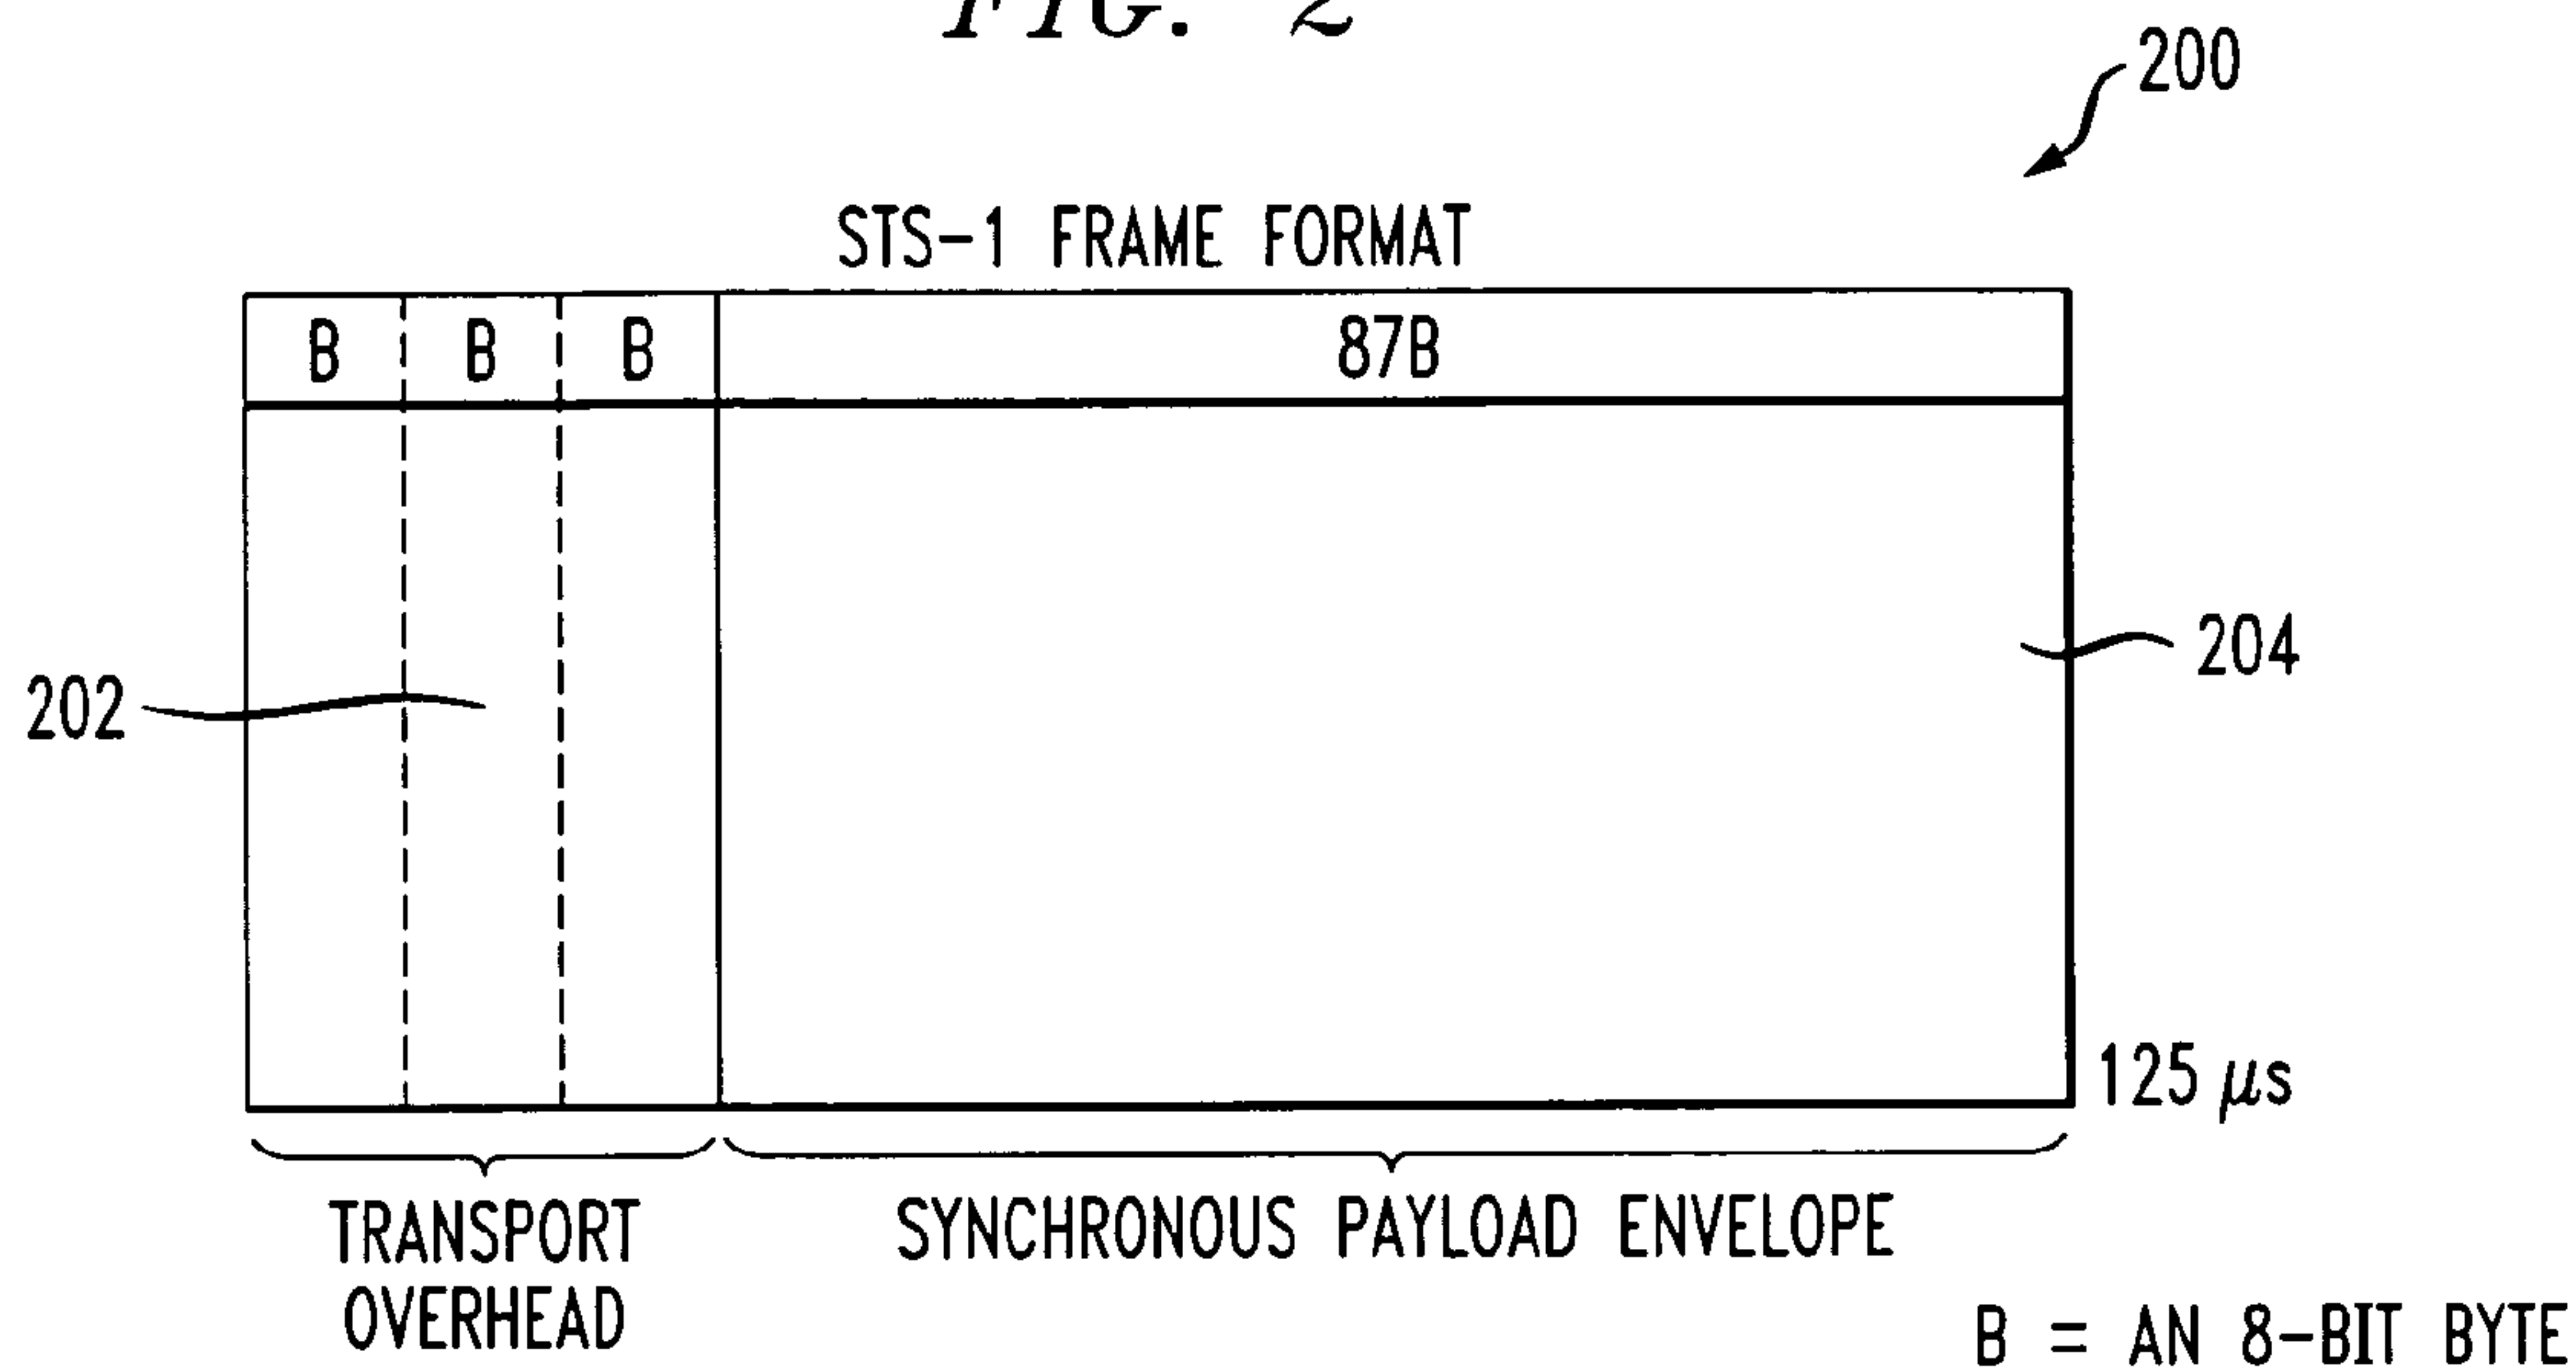 FIG. 2
200
STS-1 FRAME FORMAT
B B B 87B
202
204
125 μs
TRANSPORT
OVERHEAD
SYNCHRONOUS PAYLOAD ENVELOPE
B = AN 8-BIT BYTE